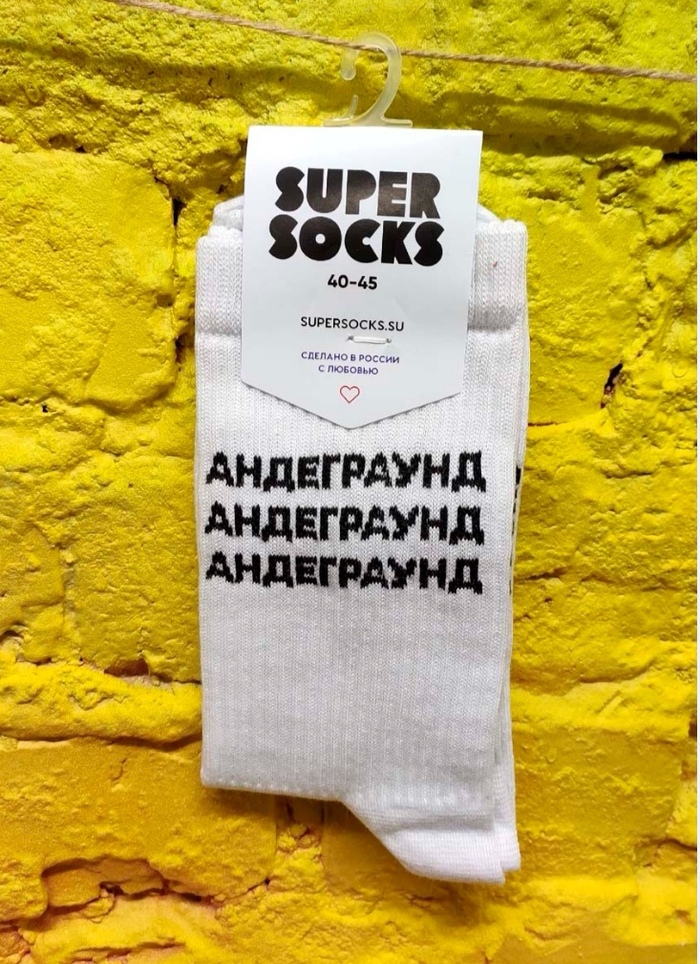 SUPER
SOCKS
40-45
SUPERSOCKS.SU
СДЕЛАНО В РОССИИ
С ЛЮБОВЬЮ
АНДЕГРАУНД
АНДЕГРАУНД
АНДЕГРАУНД